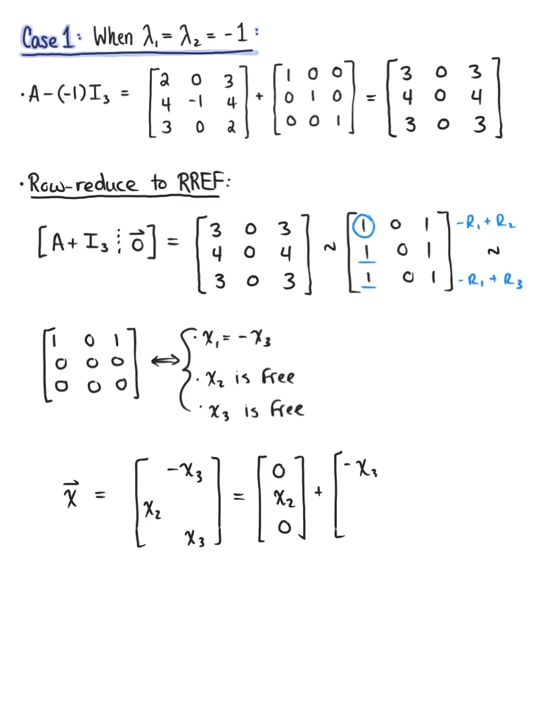 Case 1: When λ₁ = λ₂ = -1 :
· A - (-1)I₃ = [2 0 3; 4 -1 4; 3 0 2] + [1 0 0; 0 1 0; 0 0 1] = [3 0 3; 4 0 4; 3 0 3]
· Row-reduce to RREF:
[A + I₃ ⋮ 0⃗] = [3 0 3; 4 0 4; 3 0 3] ~ [1 0 1; 1 0 1; 1 0 1] -R₁ + R₂ ~ -R₁ + R₃
[1 0 1; 0 0 0; 0 0 0] ⟺ { · x₁ = -x₃
· x₂ is free
· x₃ is free
x⃗ = [-x₃; x₂; x₃] = [0; x₂; 0] + [-x₃